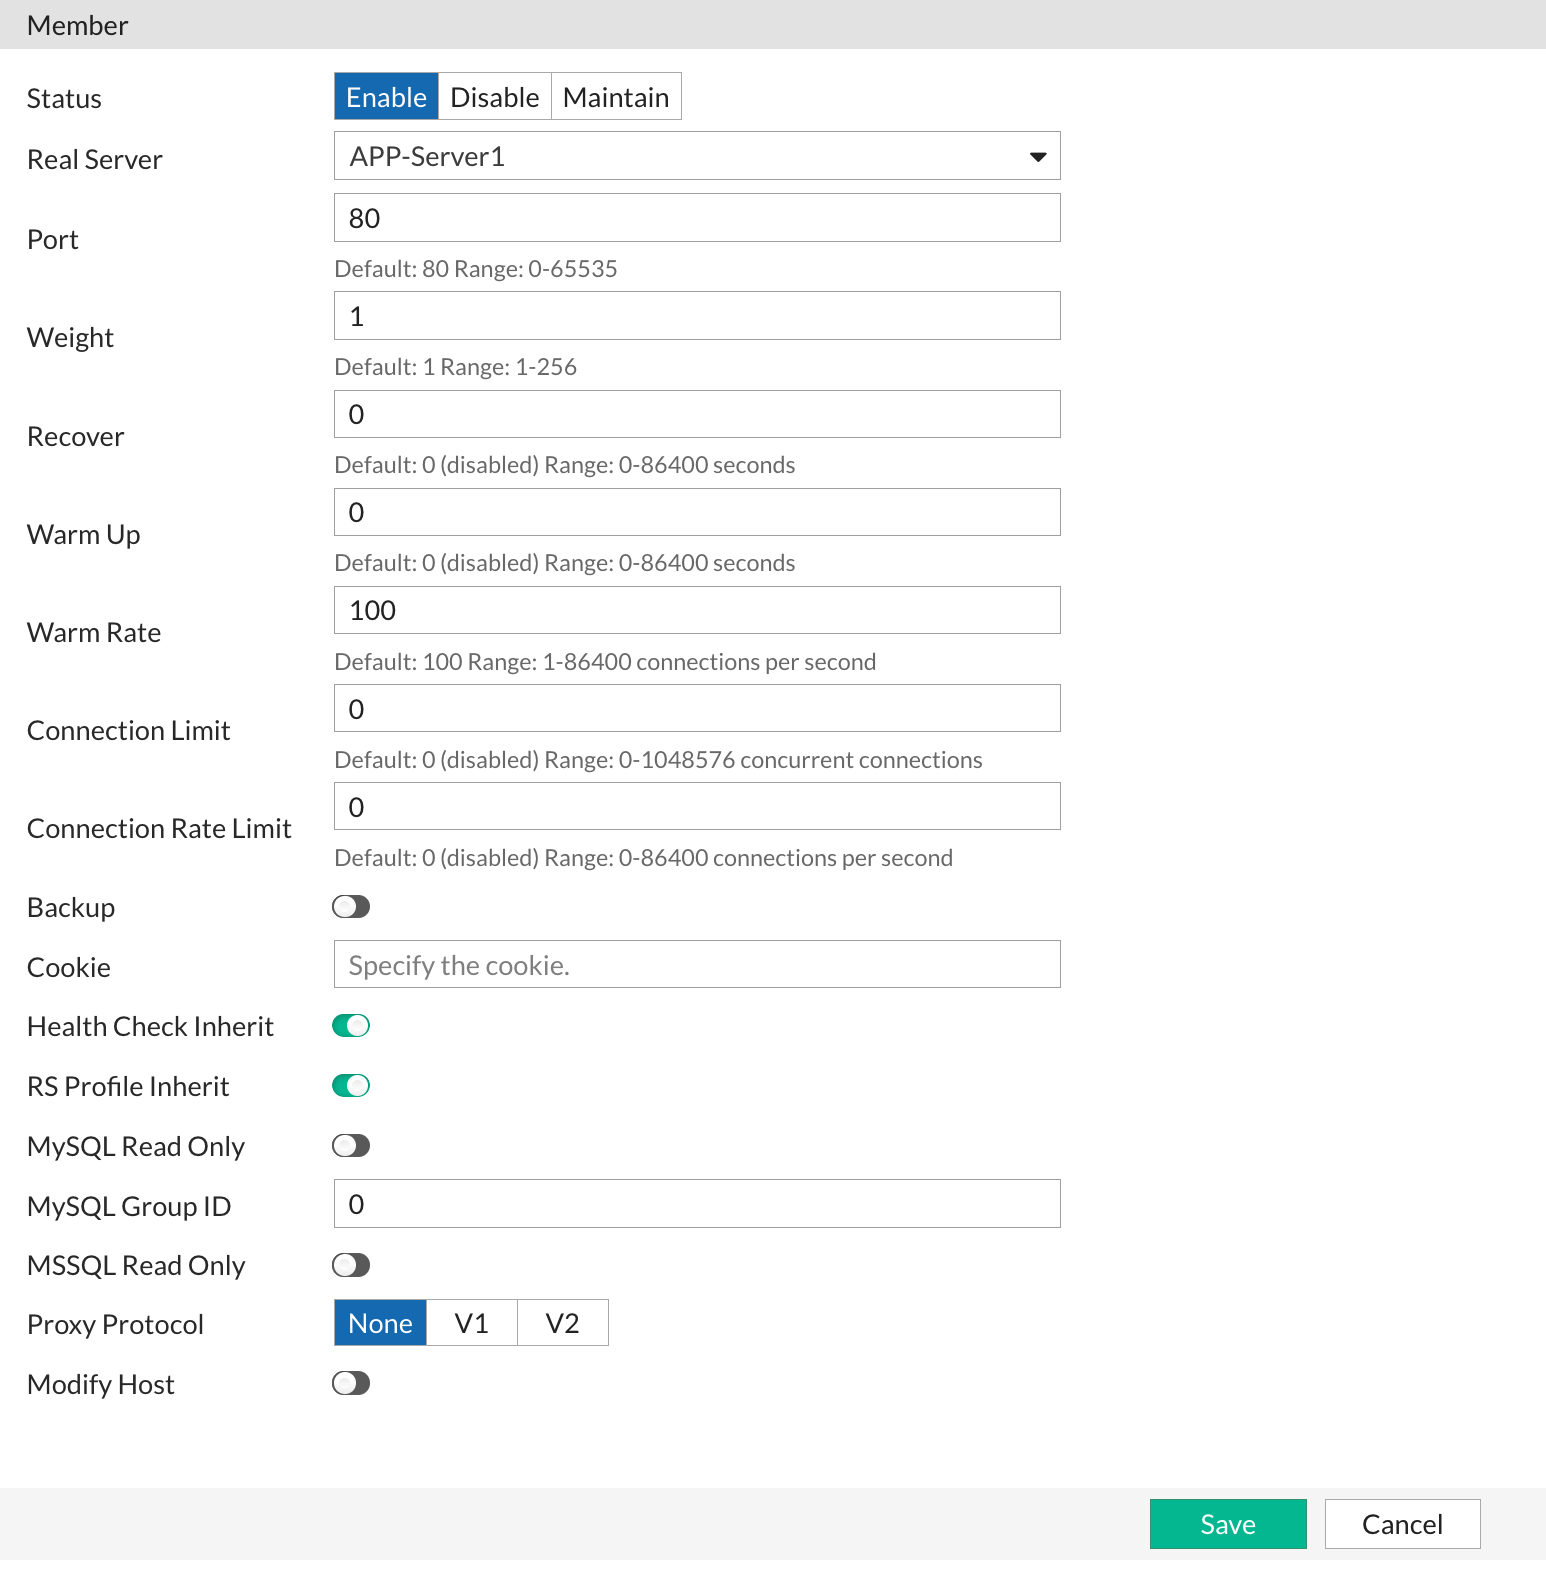 Member
Status
Enable Disable Maintain
Real Server
APP-Server1
Port
80
Default: 80 Range: 0-65535
Weight
1
Default: 1 Range: 1-256
Recover
0
Default: 0 (disabled) Range: 0-86400 seconds
Warm Up
0
Default: 0 (disabled) Range: 0-86400 seconds
Warm Rate
100
Default: 100 Range: 1-86400 connections per second
Connection Limit
0
Default: 0 (disabled) Range: 0-1048576 concurrent connections
Connection Rate Limit
0
Default: 0 (disabled) Range: 0-86400 connections per second
Backup
Cookie
Specify the cookie.
Health Check Inherit
RS Profile Inherit
MySQL Read Only
MySQL Group ID
0
MSSQL Read Only
Proxy Protocol
None V1 V2
Modify Host
Save Cancel